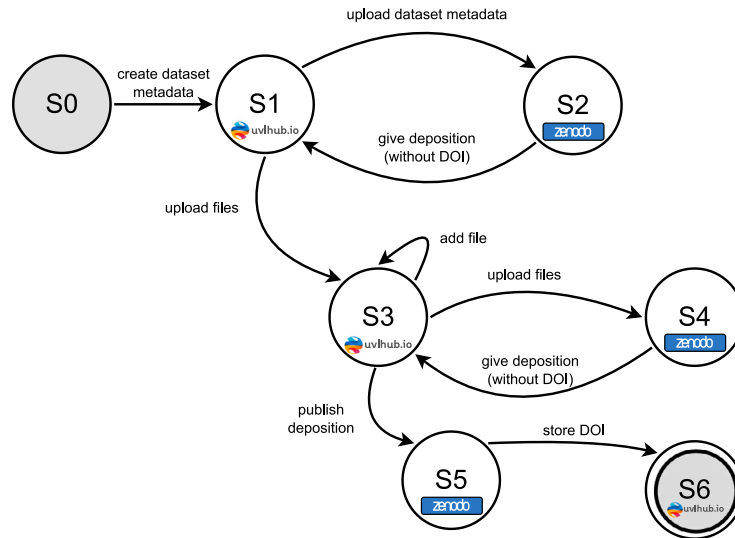 upload dataset metadata
create dataset
metadata
S0
S1
uvlhub.io
S2
zenodo
give deposition
(without DOI)
upload files
add file
upload files
S3
uvlhub.io
S4
zenodo
give deposition
(without DOI)
publish
deposition
store DOI
S5
zenodo
S6
uvlhub.io